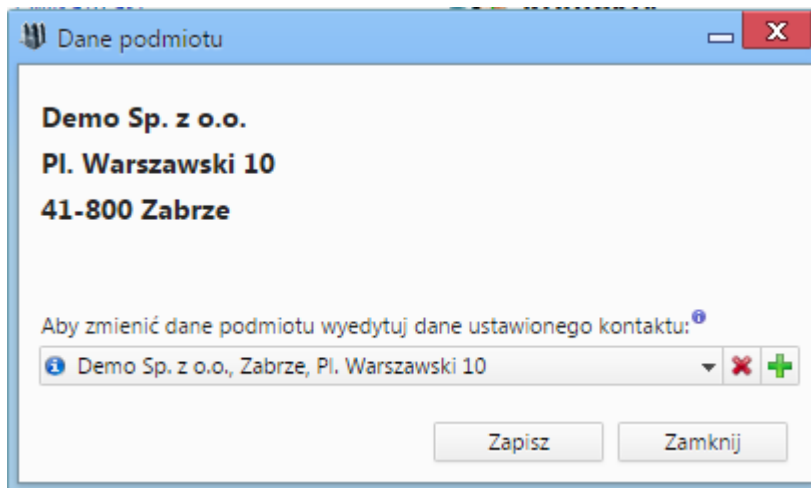 Dane podmiotu
Demo Sp. z o.o.
Pl. Warszawski 10
41-800 Zabrze
Aby zmienić dane podmiotu wyedytuj dane ustawionego kontaktu:
Demo Sp. z o.o., Zabrze, Pl. Warszawski 10
Zapisz Zamknij